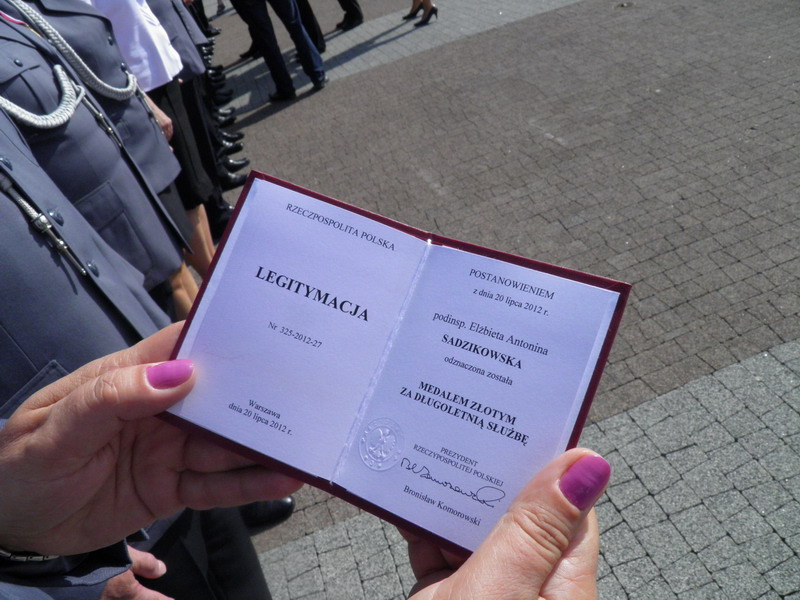 RZECZPOSPOLITA POLSKA
LEGITYMACJA
Nr 325-2012-27
Warszawa
dnia 20 lipca 2012 r.
POSTANOWIENIEM
z dnia 20 lipca 2012 r.
podinsp. Elżbieta Antonina
SADZIKOWSKA
odznaczona została
MEDALEM ZŁOTYM
ZA DŁUGOLETNIĄ SŁUŻBĘ
PREZYDENT
RZECZYPOSPOLITEJ POLSKIEJ
Bronisław Komorowski